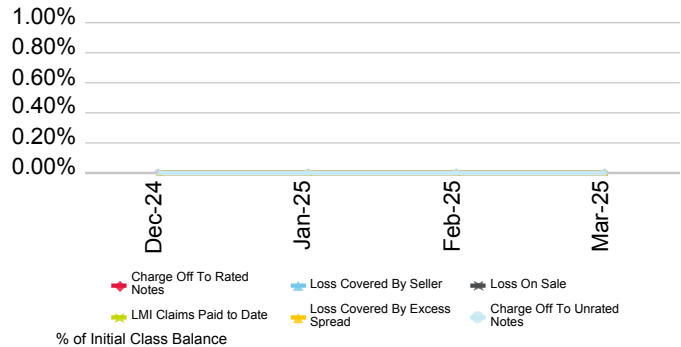 1.00%
0.80%
0.60%
0.40%
0.20%
0.00%
Dec-24
Jan-25
Feb-25
Mar-25
Charge Off To Rated
Notes
Loss Covered By Seller
Loss On Sale
LMI Claims Paid to Date
Loss Covered By Excess
Spread
Charge Off To Unrated
Notes
% of Initial Class Balance